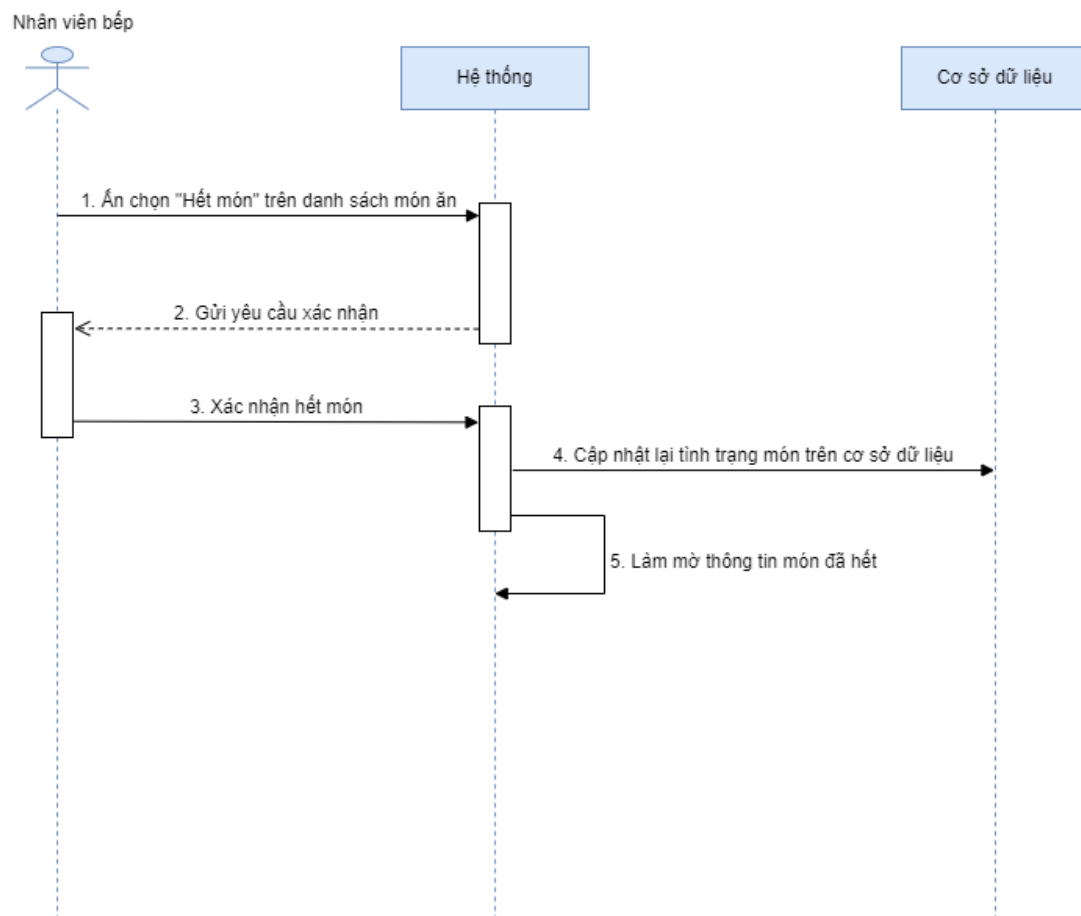 Nhân viên bếp
Hệ thống
Cơ sở dữ liệu
1. Ấn chọn "Hết món" trên danh sách món ăn
2. Gửi yêu cầu xác nhận
3. Xác nhận hết món
4. Cập nhật lại tình trạng món trên cơ sở dữ liệu
5. Làm mờ thông tin món đã hết